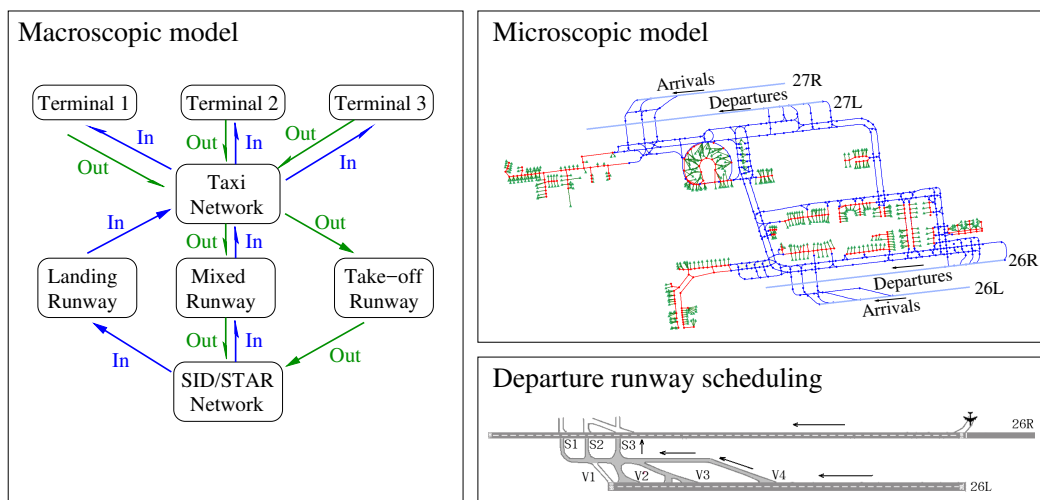 Macroscopic model
Terminal 1
Terminal 2
Terminal 3
Out
In
Out
In
Out
In
Taxi
Network
In
Out
In
Out
Landing
Runway
Mixed
Runway
Take-off
Runway
In
Out
In
Out
SID/STAR
Network
Microscopic model
Arrivals
27R
Departures
27L
26R
Departures
26L
Arrivals
Departure runway scheduling
26R
S1 S2 S3
V1 V2 V3 V4
26L